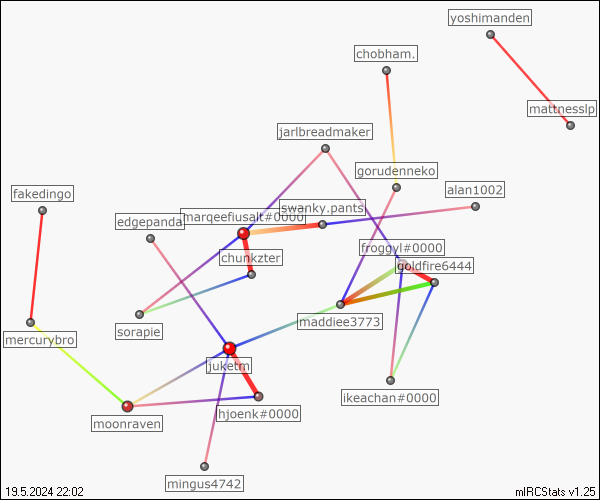 yoshimanden
chobham.
mattnesslp
jarlbreadmaker
gorudenneko
fakedingo
alan1002
swanky.pants
edgepanda
marqeefiusalt#0000
froggyl#0000
chunkzter
goldfire6444
maddiee3773
sorapie
mercurybro
juketm
ikeachan#0000
hjoenk#0000
moonraven
mingus4742
19.5.2024 22:02
mIRCStats v1.25